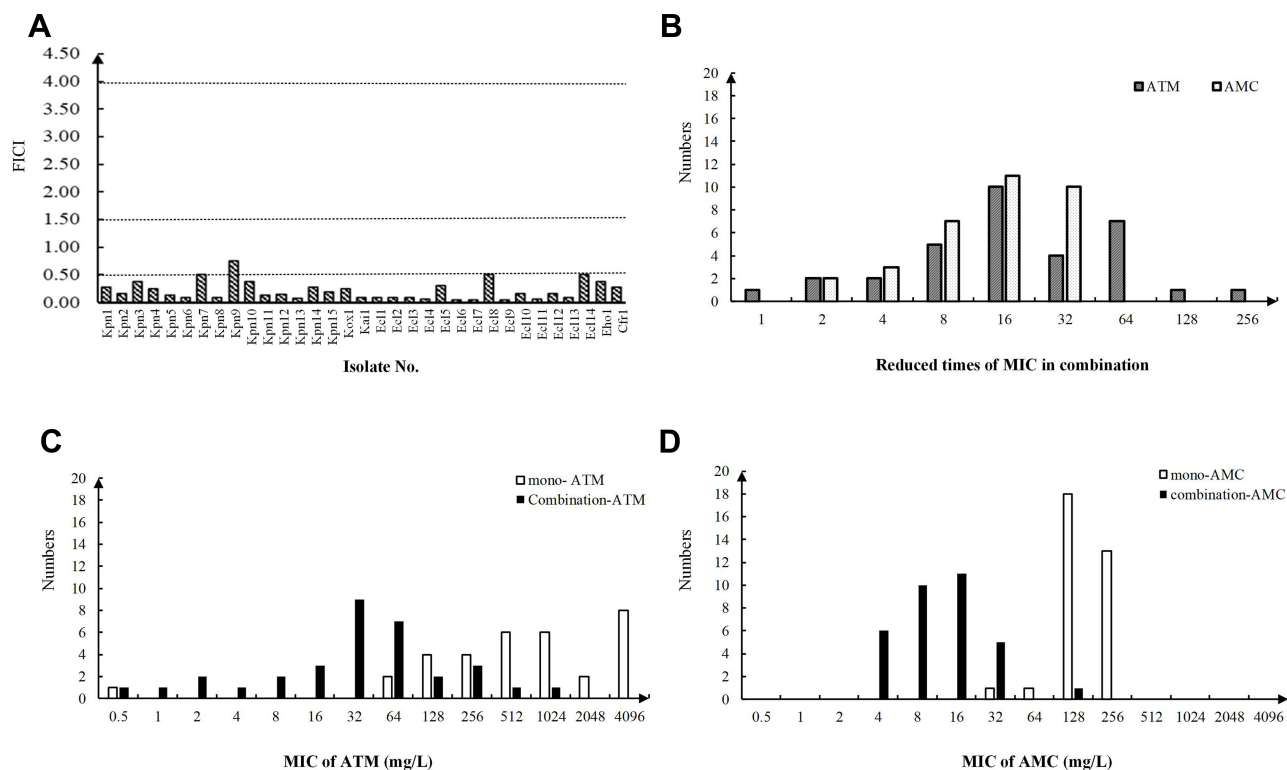 A
4.50
4.00
3.50
3.00
2.50
2.00
1.50
1.00
0.50
0.00
FICI
Kpn1 Kpn2 Kpn3 Kpn4 Kpn5 Kpn6 Kpn7 Kpn8 Kpn9 Kpn10 Kpn11 Kpn12 Kpn13 Kpn14 Kpn15 Kox1 Kai1 Ecl1 Ecl2 Ecl3 Ecl4 Ecl5 Ecl6 Ecl7 Ecl8 Ecl9 Ecl10 Ecl11 Ecl12 Ecl13 Ecl14 Eho1 Cfr1
Isolate No.
B
20
18
16
14
12
10
8
6
4
2
0
Numbers
ATM AMC
1 2 4 8 16 32 64 128 256
Reduced times of MIC in combination
C
20
18
16
14
12
10
8
6
4
2
0
Numbers
mono- ATM
Combination-ATM
0.5 1 2 4 8 16 32 64 128 256 512 1024 2048 4096
MIC of ATM (mg/L)
D
20
18
16
14
12
10
8
6
4
2
0
Numbers
mono-AMC
combination-AMC
0.5 1 2 4 8 16 32 64 128 256 512 1024 2048 4096
MIC of AMC (mg/L)